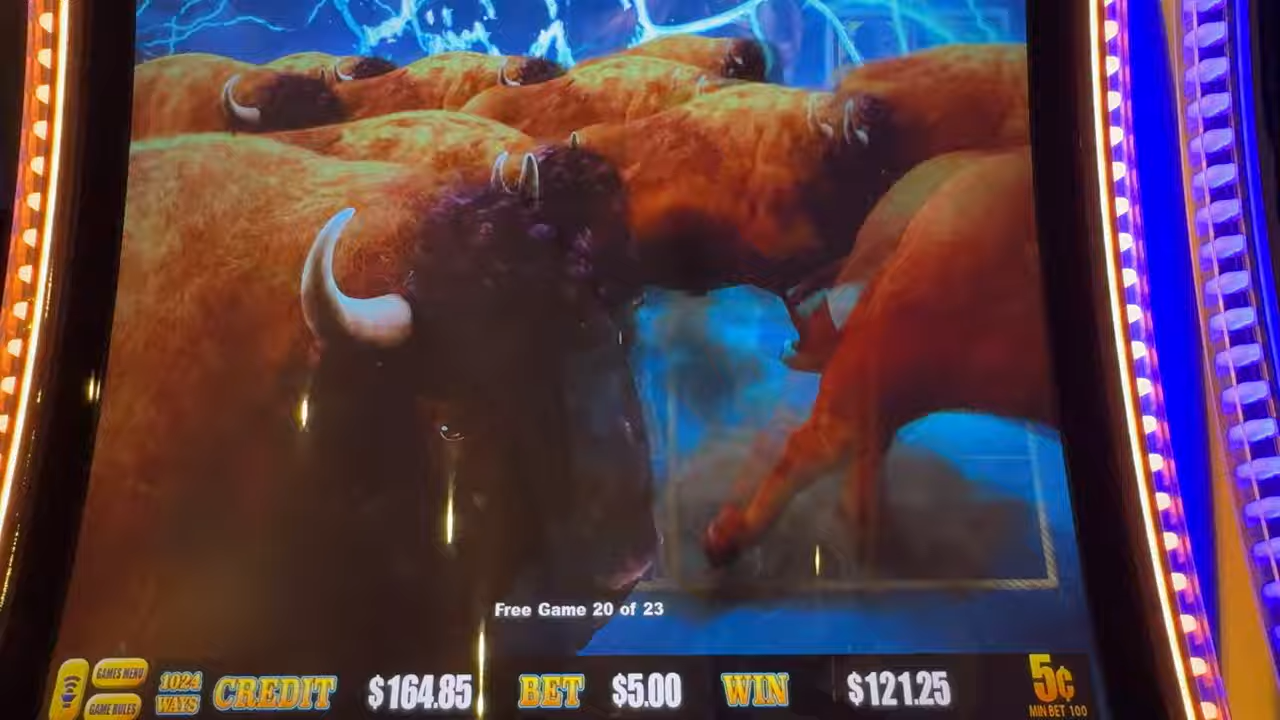 Free Game 20 of 23
GAMES MENU
GAME RULES
1024
WAYS
CREDIT $164.85 BET $5.00 WIN $121.25
5¢
MIN BET 100